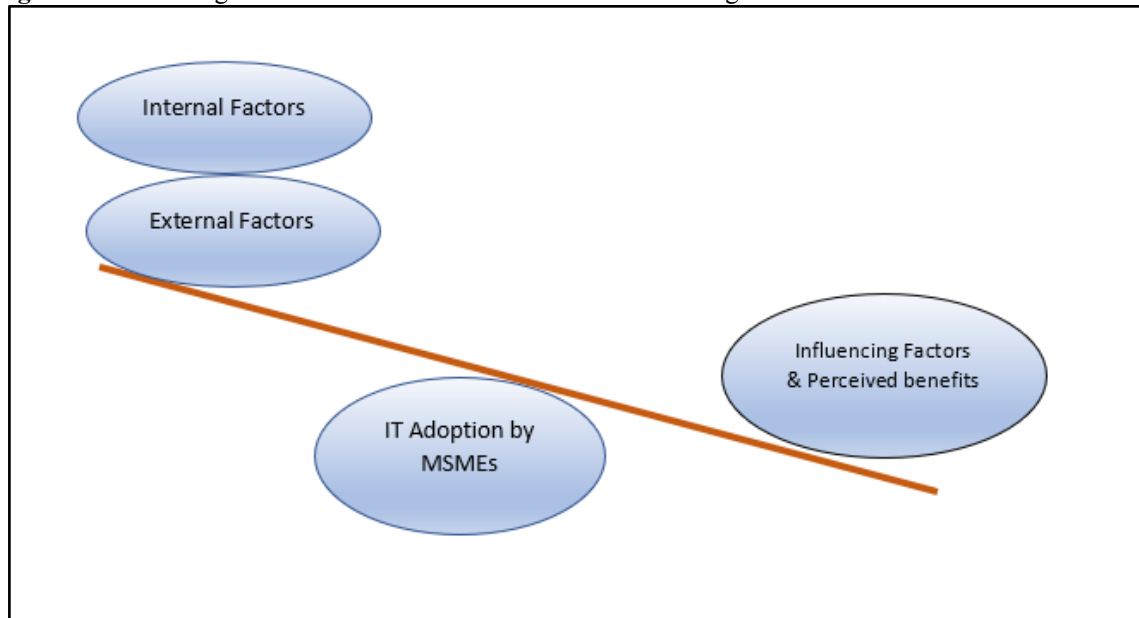 Internal Factors
External Factors
Influencing Factors
& Perceived benefits
IT Adoption by
MSMEs